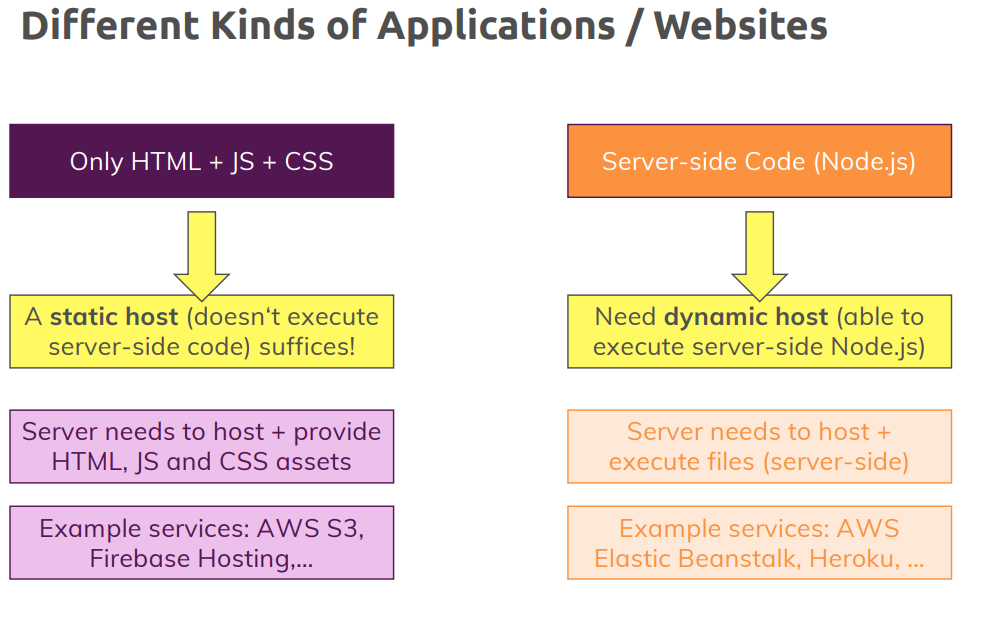 Different Kinds of Applications / Websites
Only HTML + JS + CSS
A static host (doesn‘t execute
server-side code) suffices!
Server needs to host + provide
HTML, JS and CSS assets
Example services: AWS S3,
Firebase Hosting,...
Server-side Code (Node.js)
Need dynamic host (able to
execute server-side Node.js)
Server needs to host +
execute files (server-side)
Example services: AWS
Elastic Beanstalk, Heroku, ...